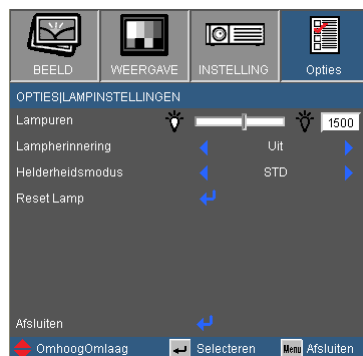 BEELD WEERGAVE INSTELLING Opties
OPTIES|LAMPINSTELLINGEN
Lampuren 1500
Lampherinnering Uit
Helderheidsmodus STD
Reset Lamp
Afsluiten
OmhoogOmlaag Selecteren Menu Afsluiten